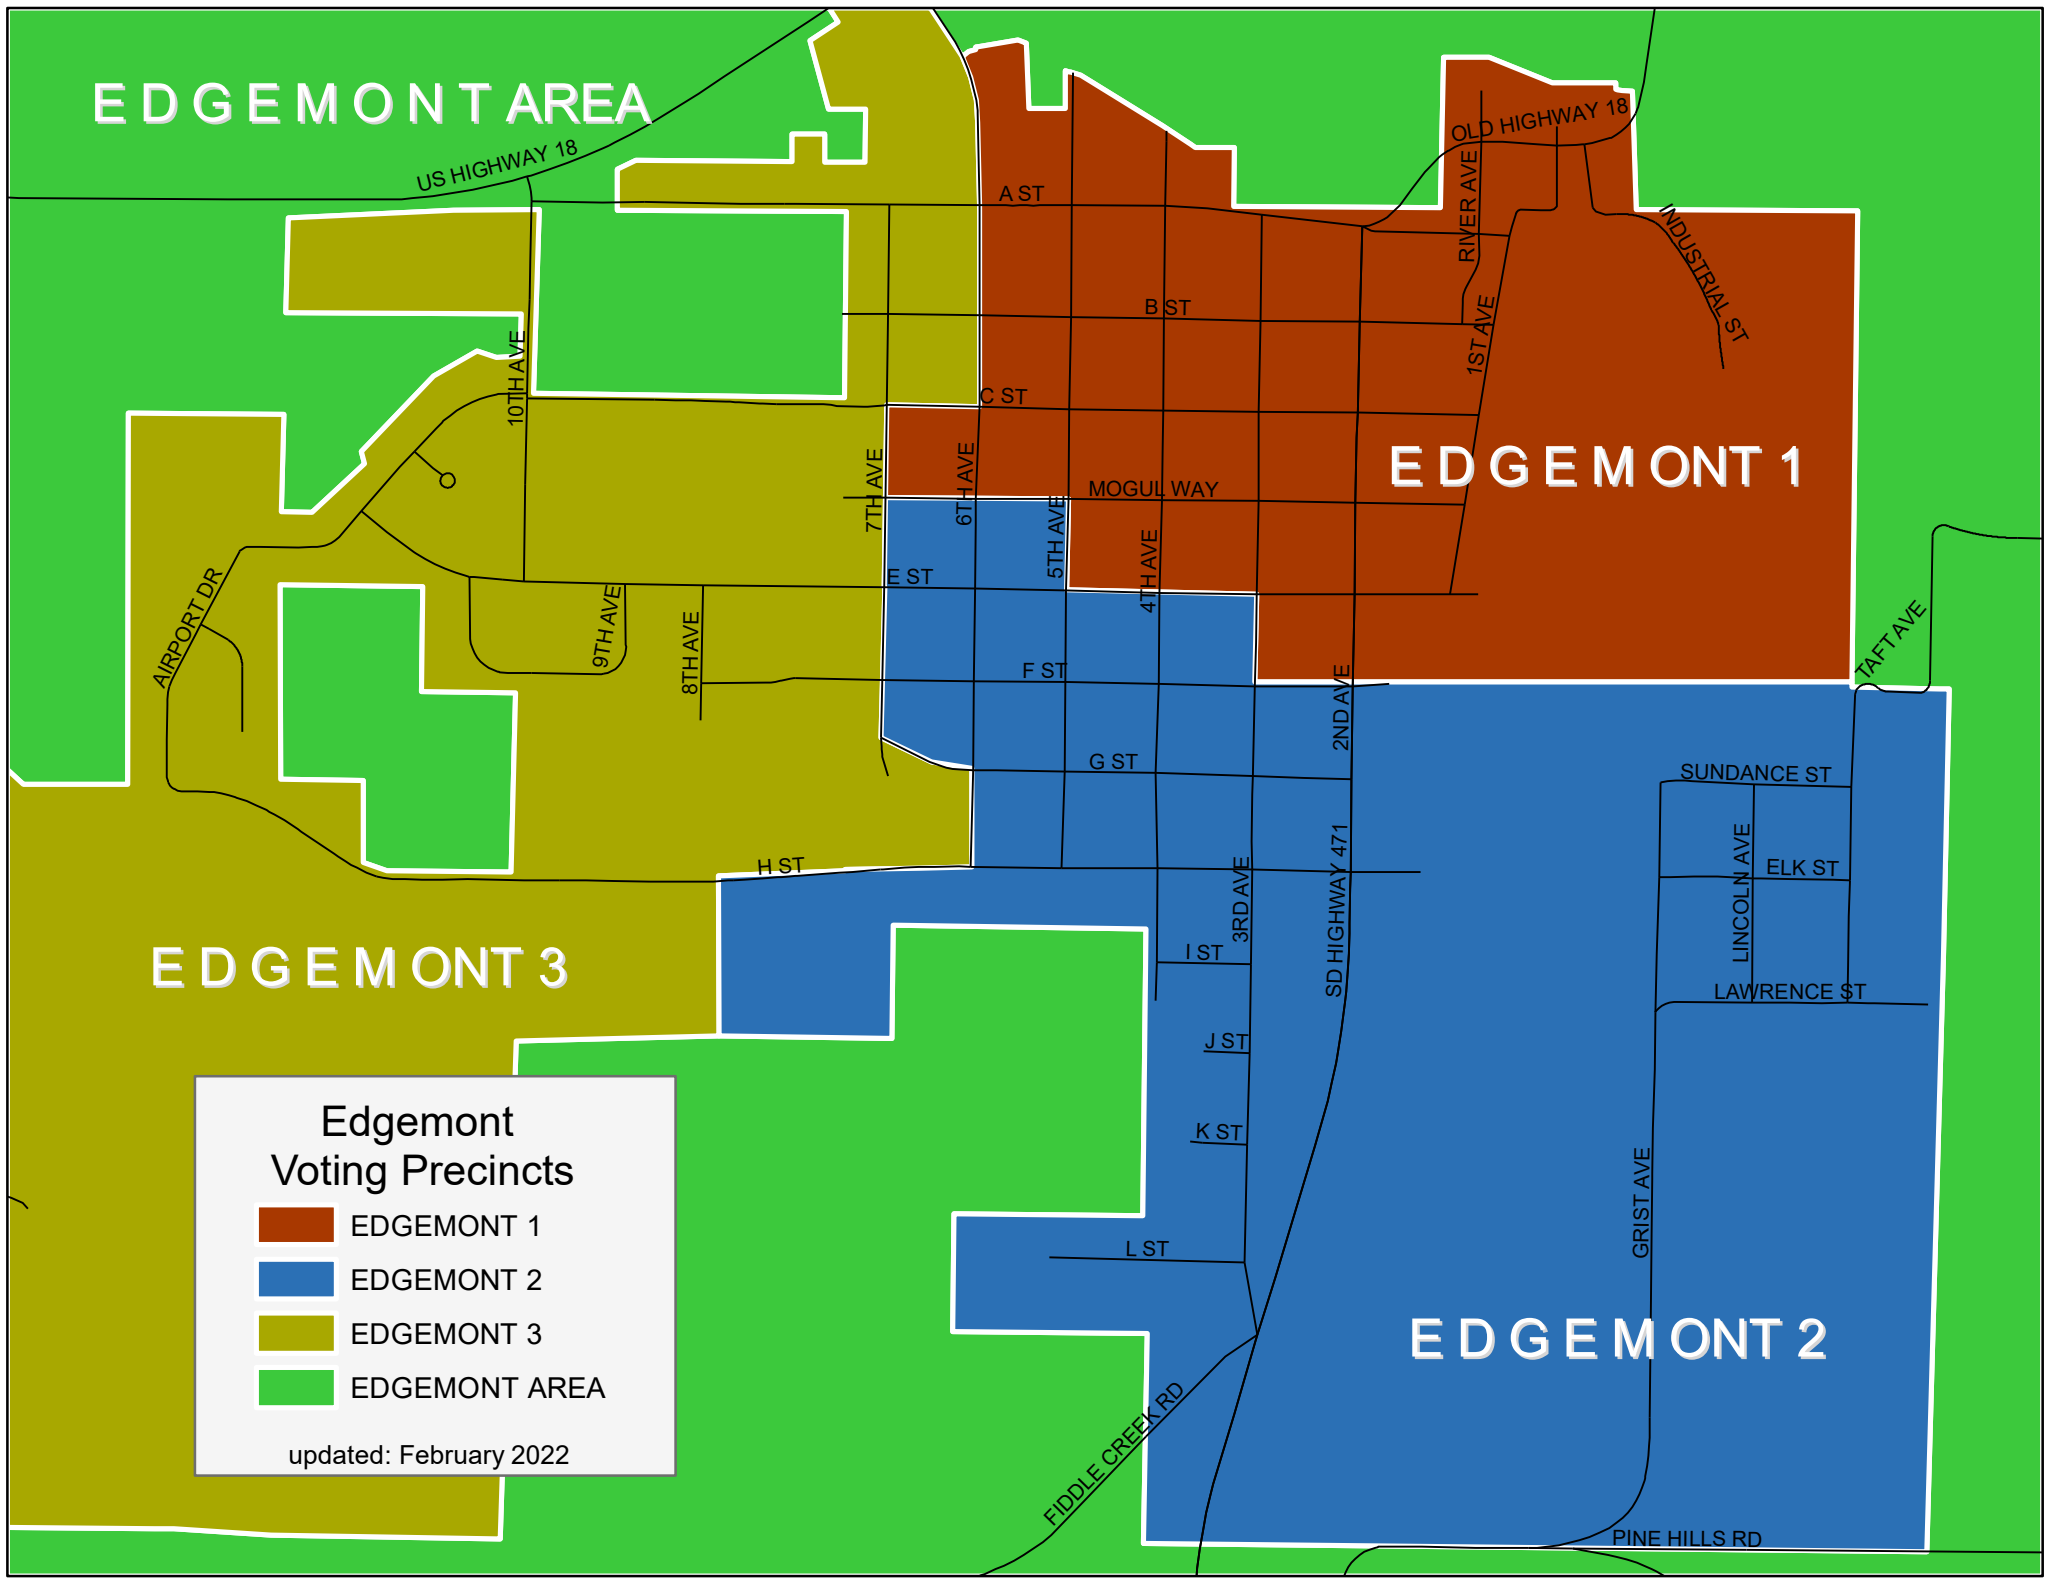 EDGEMONT AREA
US HIGHWAY 18
OLD HIGHWAY 18
A ST
RIVER AVE
INDUSTRIAL ST
B ST
1ST AVE
10TH AVE
C ST
EDGEMONT 1
7TH AVE
6TH AVE
MOGUL WAY
5TH AVE
4TH AVE
E ST
AIRPORT DR
9TH AVE
8TH AVE
TAFT AVE
F ST
2ND AVE
G ST
SUNDANCE ST
H ST
3RD AVE
SD HIGHWAY 471
LINCOLN AVE
ELK ST
EDGEMONT 3
I ST
LAWRENCE ST
J ST
K ST
GRIST AVE
L ST
EDGEMONT 2
FIDDLE CREEK RD
PINE HILLS RD
Edgemont
Voting Precincts
EDGEMONT 1
EDGEMONT 2
EDGEMONT 3
EDGEMONT AREA
updated: February 2022